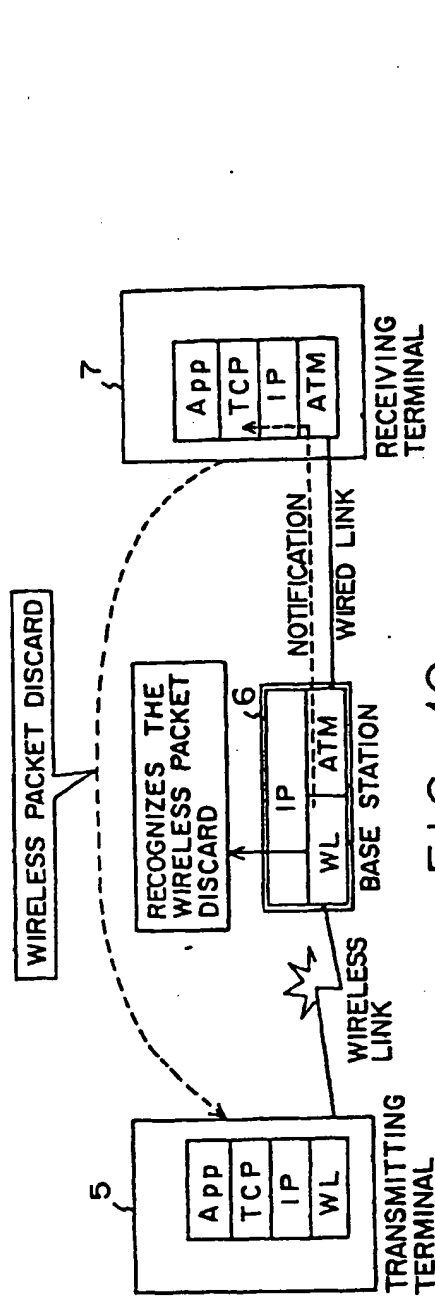 WIRELESS PACKET DISCARD
5
App
TCP
IP
WL
TRANSMITTING
TERMINAL
WIRELESS
LINK
RECOGNIZES THE
WIRELESS PACKET
DISCARD
6
IP
WL
ATM
BASE STATION
NOTIFICATION
WIRED LINK
7
App
TCP
IP
ATM
RECEIVING
TERMINAL